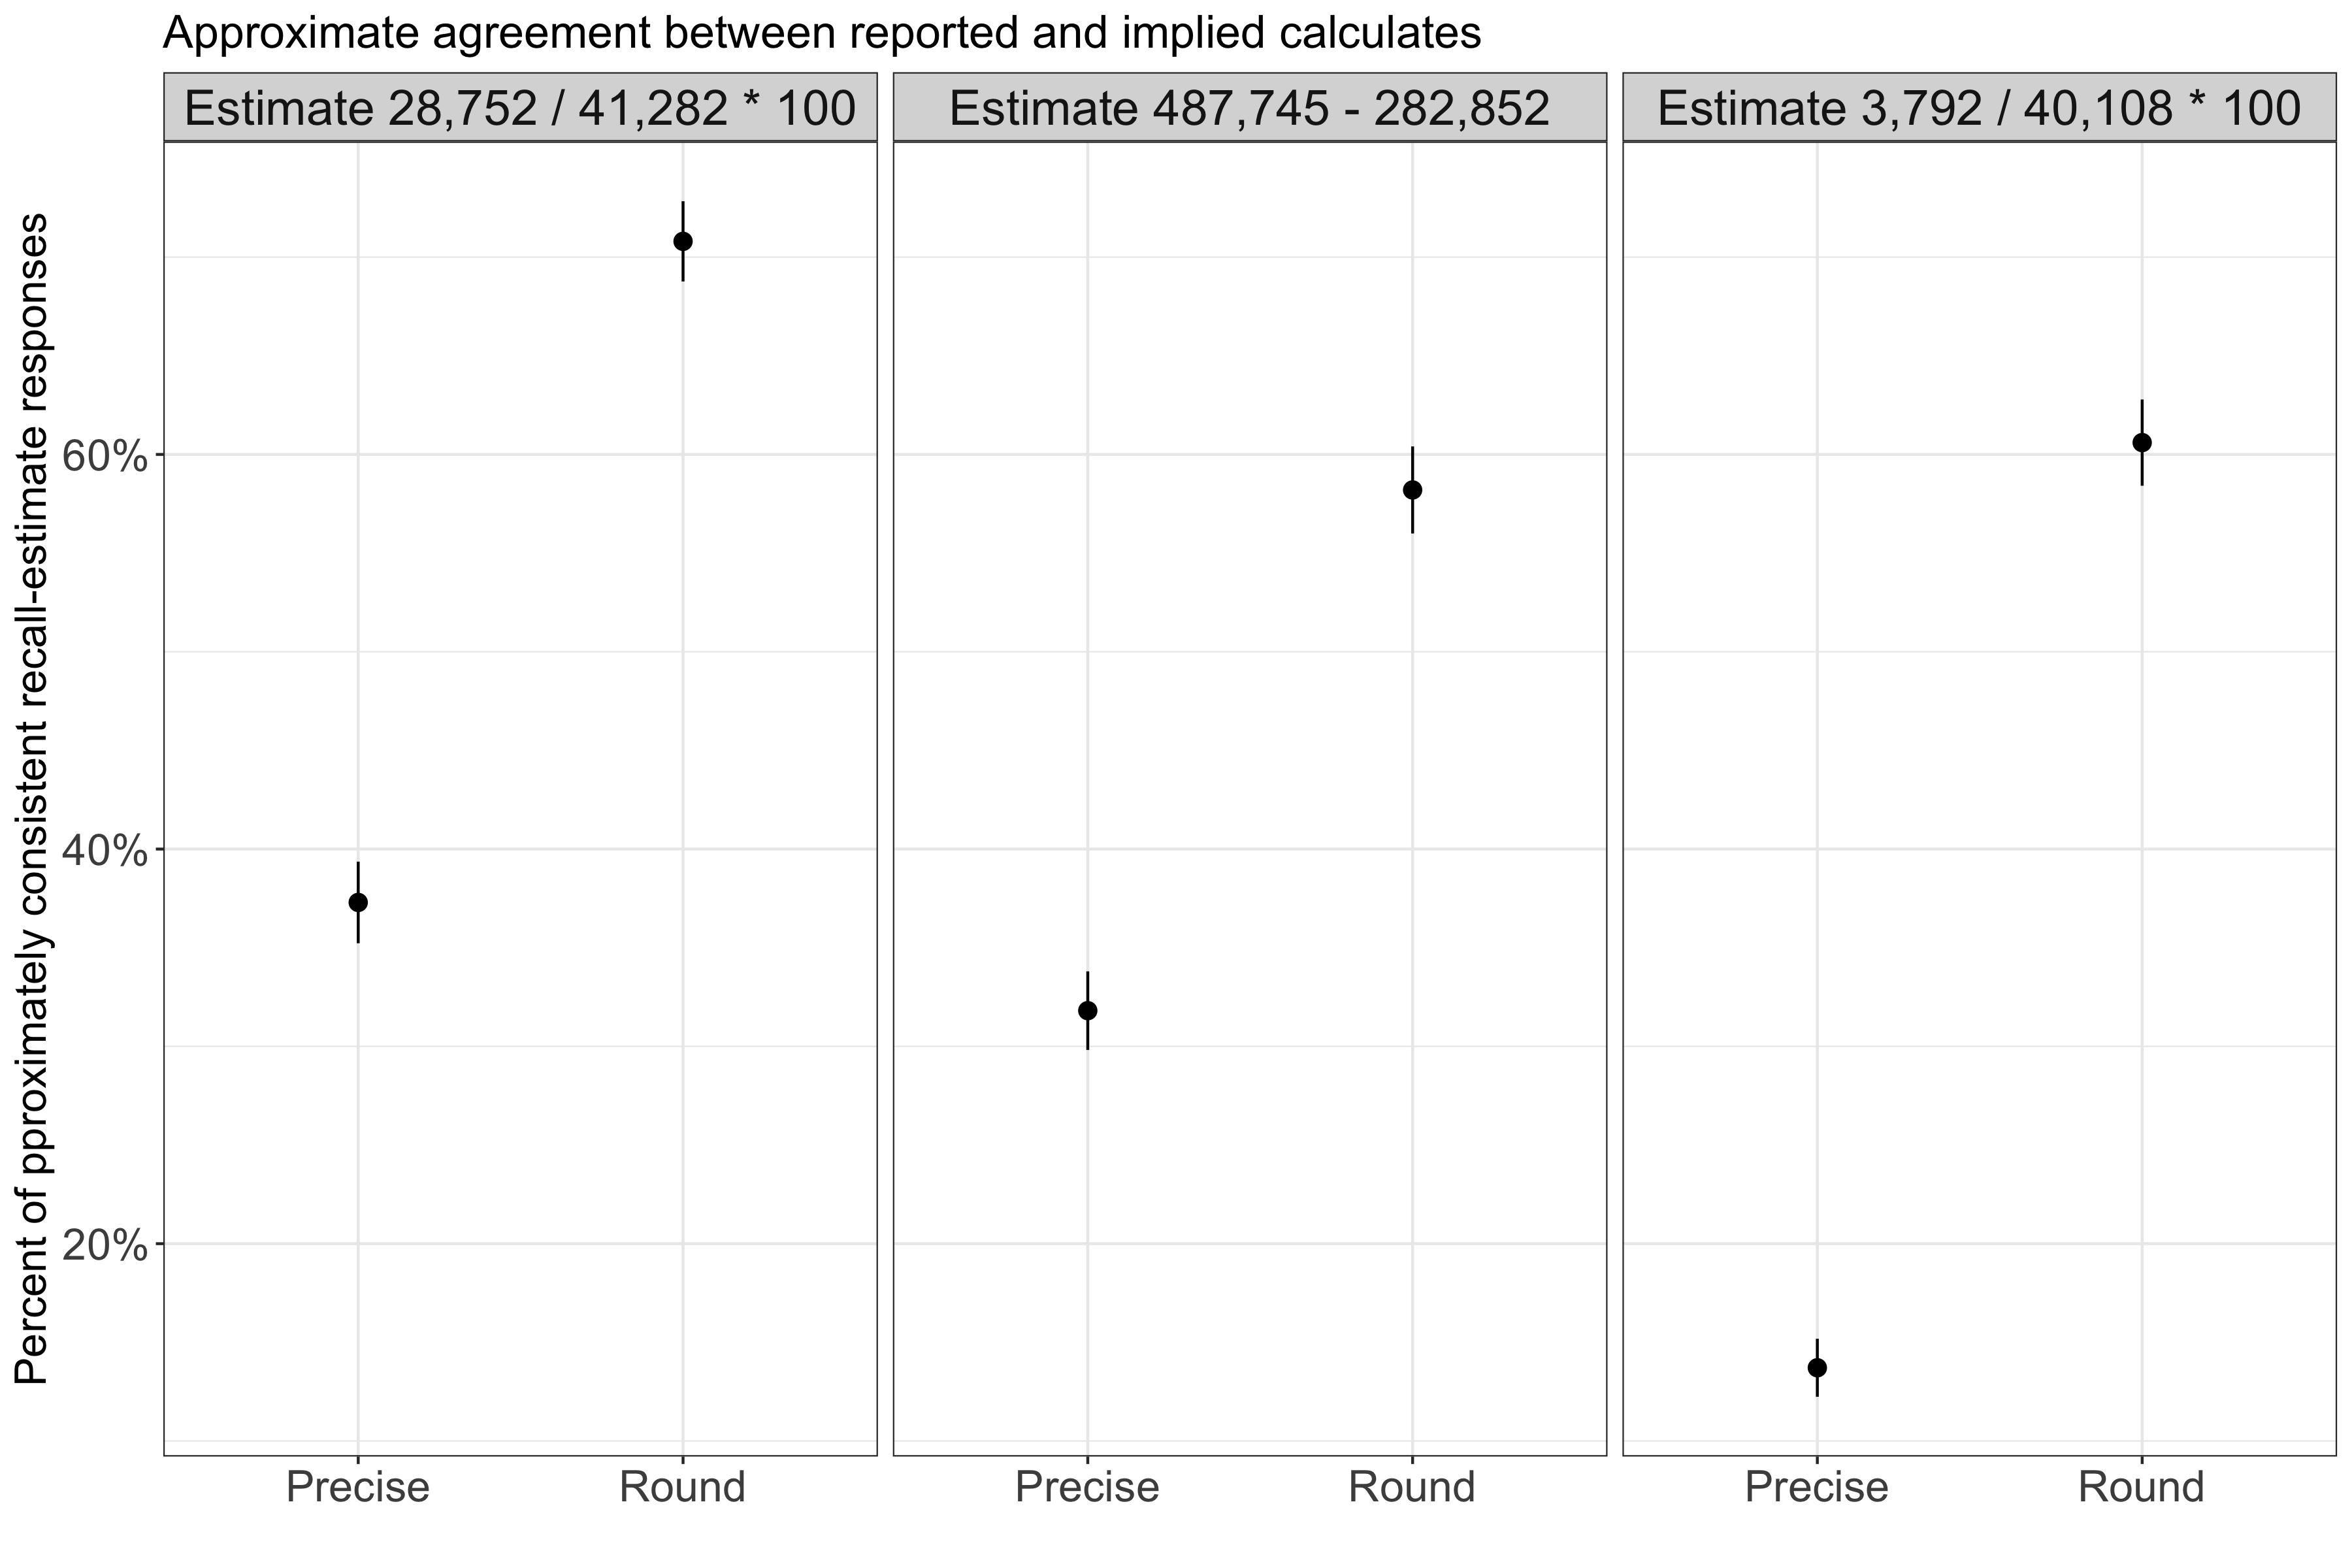 Approximate agreement between reported and implied calculates
Estimate 28,752 / 41,282 * 100
Estimate 487,745 - 282,852
Estimate 3,792 / 40,108 * 100
Percent of pproximately consistent recall-estimate responses
60%
40%
20%
Precise
Round
Precise
Round
Precise
Round